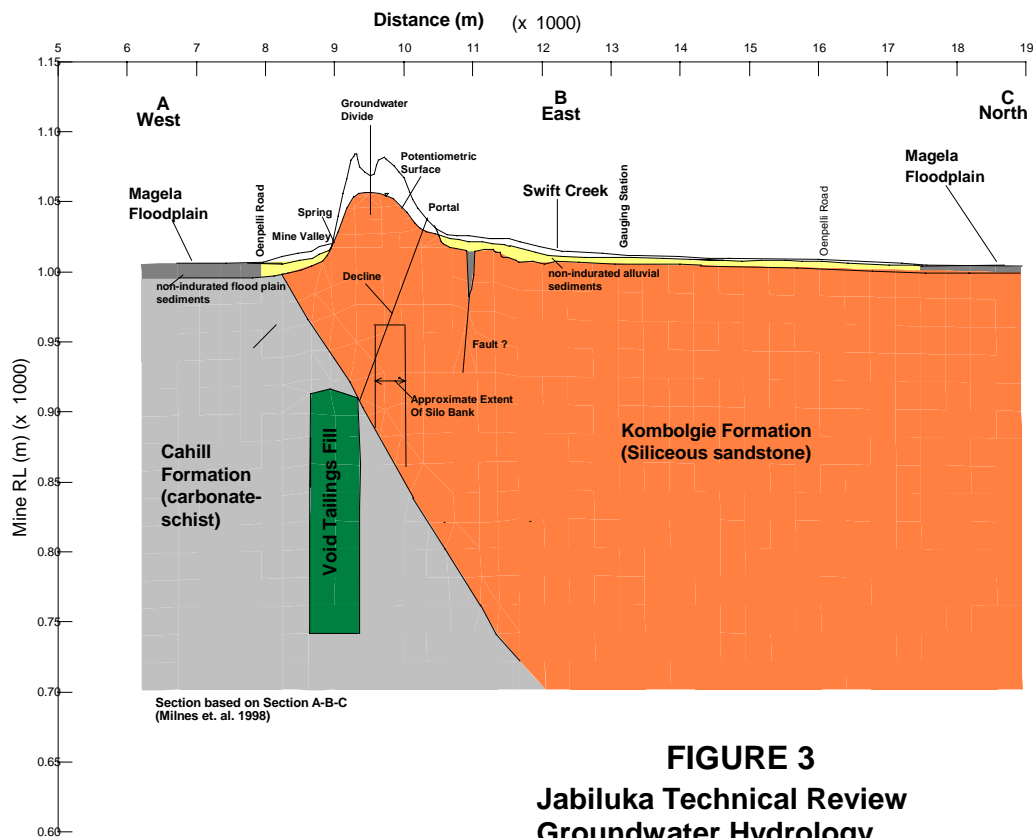 Distance (m) (x 1000)
5 6 7 8 9 10 11 12 13 14 15 16 17 18 19
1.15
1.10
1.05
1.00
0.95
0.90
0.85
0.80
0.75
0.70
0.65
0.60
Mine RL (m) (x 1000)
A
West
Groundwater
Divide
B
East
C
North
Potentiometric
Surface
Magela
Floodplain
Oenpelli Road
Spring
Mine Valley
Portal
Swift Creek
Gauging Station
Oenpelli Road
Magela
Floodplain
non-indurated flood plain
sediments
Decline
non-indurated alluvial
sediments
Fault ?
Approximate Extent
Of Silo Bank
Cahill
Formation
(carbonate-
schist)
Void Tailings Fill
Kombolgie Formation
(Siliceous sandstone)
Section based on Section A-B-C
(Milnes et. al. 1998)
FIGURE 3
Jabiluka Technical Review
Groundwater Hydrology